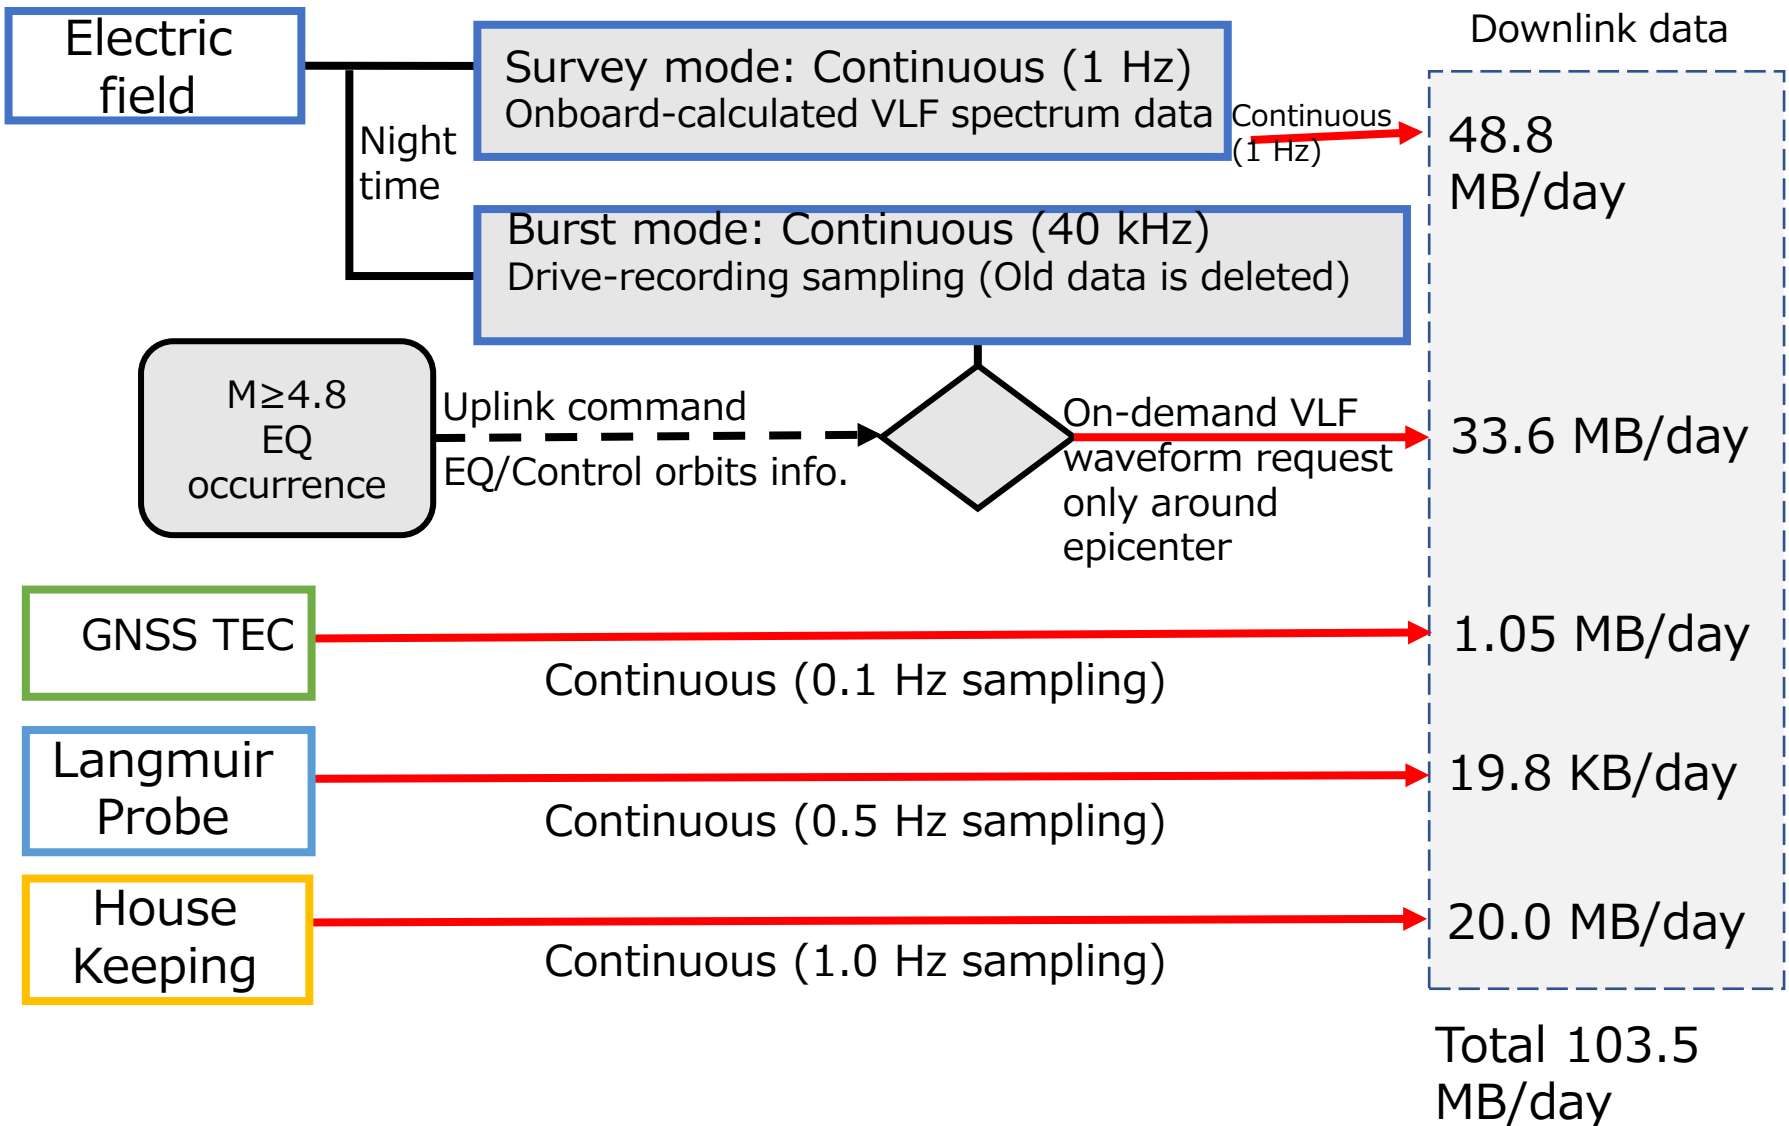 Electric
field
Survey mode: Continuous (1 Hz)
Onboard-calculated VLF spectrum data
Continuous
(1 Hz)
Downlink data
48.8
MB/day
Night
time
Burst mode: Continuous (40 kHz)
Drive-recording sampling (Old data is deleted)
M≥4.8
EQ
occurrence
Uplink command
EQ/Control orbits info.
On-demand VLF
waveform request
only around
epicenter
33.6 MB/day
GNSS TEC
Continuous (0.1 Hz sampling)
1.05 MB/day
Langmuir
Probe
Continuous (0.5 Hz sampling)
19.8 KB/day
House
Keeping
Continuous (1.0 Hz sampling)
20.0 MB/day
Total 103.5
MB/day